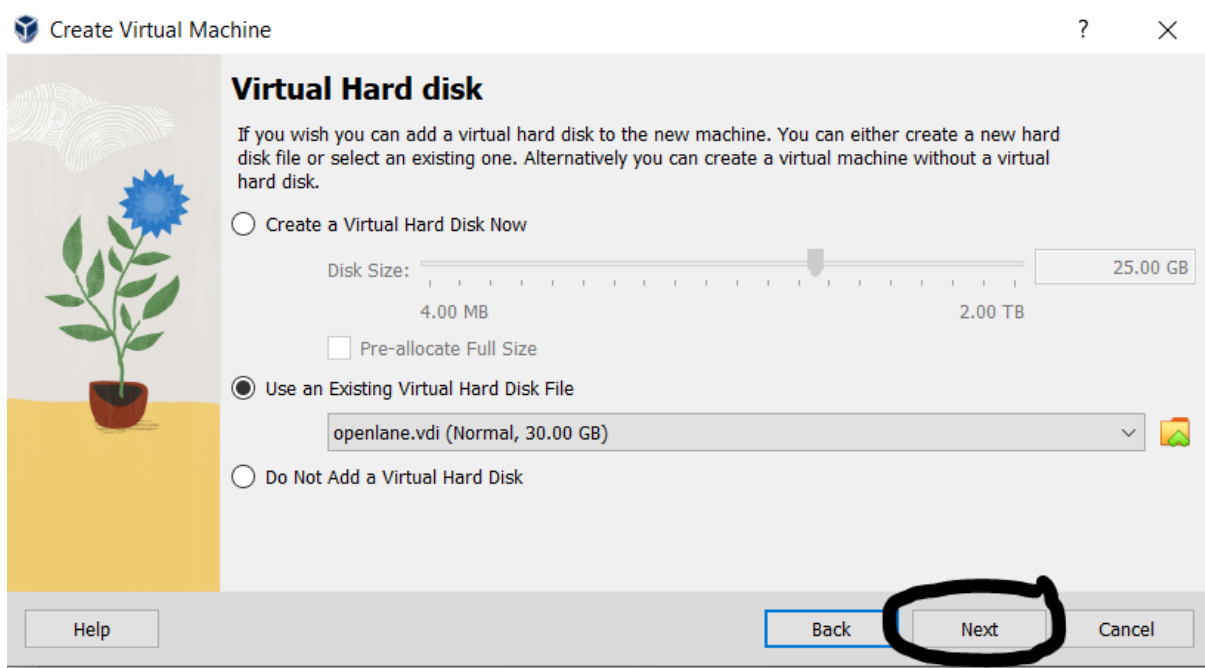 Create Virtual Machine
?
Virtual Hard disk
If you wish you can add a virtual hard disk to the new machine. You can either create a new hard
disk file or select an existing one. Alternatively you can create a virtual machine without a virtual
hard disk.
Create a Virtual Hard Disk Now
Disk Size:
25.00 GB
4.00 MB
2.00 TB
Pre-allocate Full Size
Use an Existing Virtual Hard Disk File
openlane.vdi (Normal, 30.00 GB)
Do Not Add a Virtual Hard Disk
Help
Back
Next
Cancel